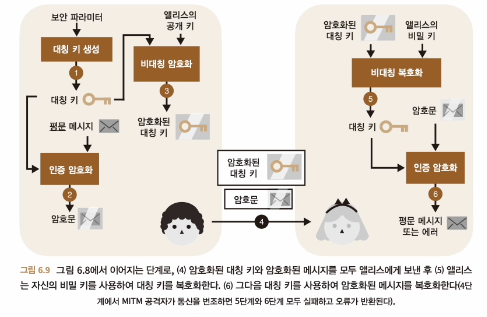 보안 파라미터
앨리스의
공개 키
대칭 키 생성
비대칭 암호화
1
3
대칭 키
암호화된
대칭 키
평문 메시지
인증 암호화
2
암호문
암호화된
대칭 키
앨리스의
비밀 키
비대칭 복호화
5
암호문
대칭 키
인증 암호화
6
평문 메시지
또는 에러
암호화된
대칭 키
암호문
4
그림 6.9 그림 6.8에서 이어지는 단계로, (4) 암호화된 대칭 키와 암호화된 메시지를 모두 앨리스에게 보낸 후 (5) 앨리스
는 자신의 비밀 키를 사용하여 대칭 키를 복호화한다. (6) 그다음 대칭 키를 사용하여 암호화된 메시지를 복호화한다(4단
계에서 MITM 공격자가 통신을 변조하면 5단계와 6단계 모두 실패하고 오류가 반환된다).